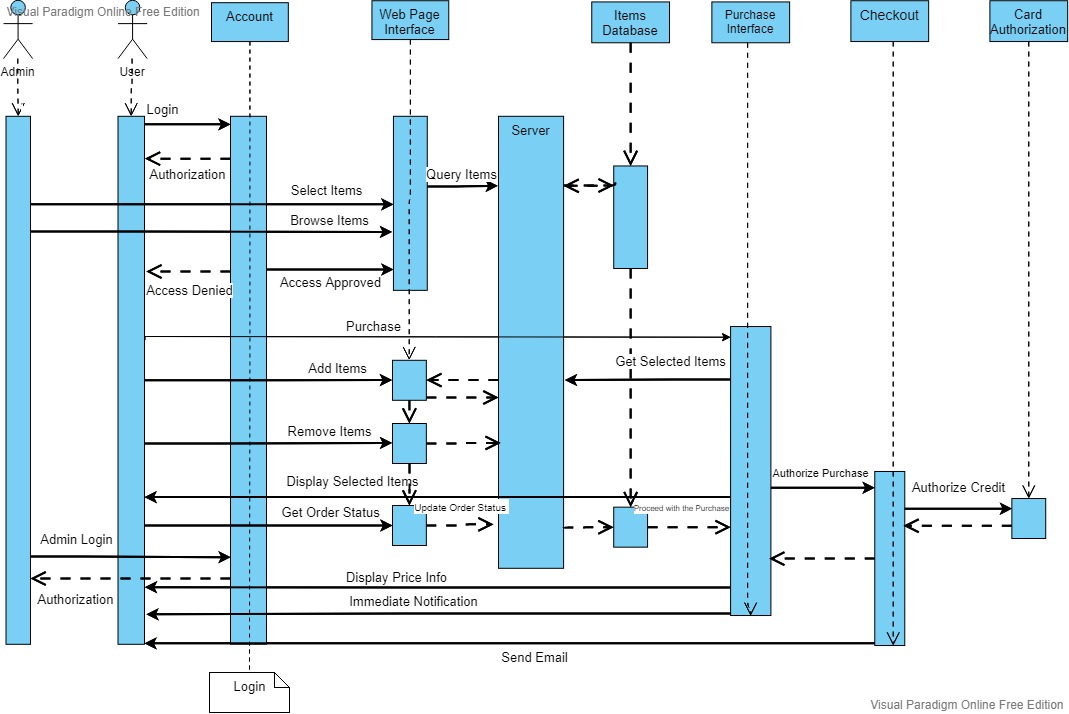 Visual Paradigm Online Free Edition
Account
Web Page
Interface
Items
Database
Purchase
Interface
Checkout
Card
Authorization
Admin
User
Login
Server
Authorization
Query Items
Select Items
Browse Items
Access Denied
Access Approved
Purchase
Get Selected Items
Add Items
Remove Items
Authorize Purchase
Display Selected Items
Authorize Credit
Get Order Status
Update Order Status
Proceed with the Purchase
Admin Login
Display Price Info
Authorization
Immediate Notification
Send Email
Login
Visual Paradigm Online Free Edition